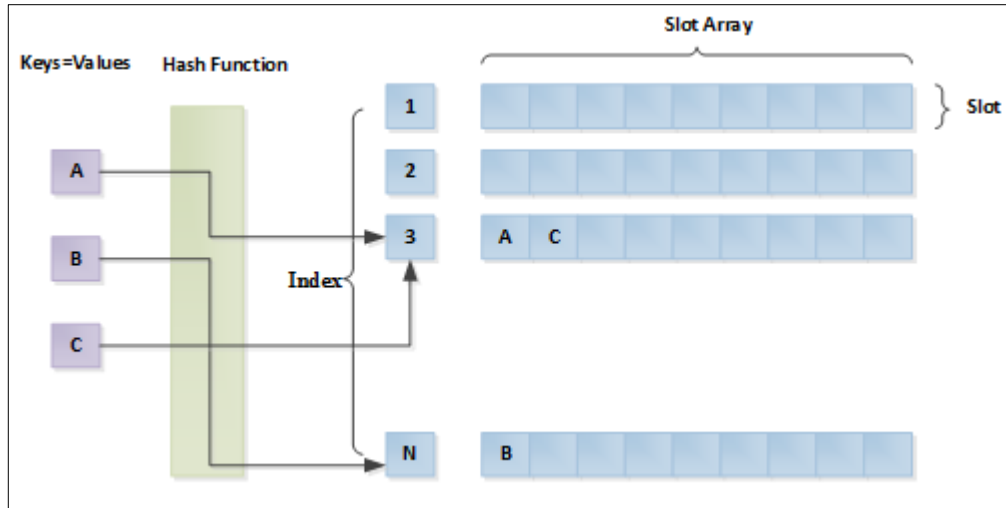 Slot Array
Keys=Values Hash Function
1
Slot
A
2
3
A C
B
Index
C
N
B